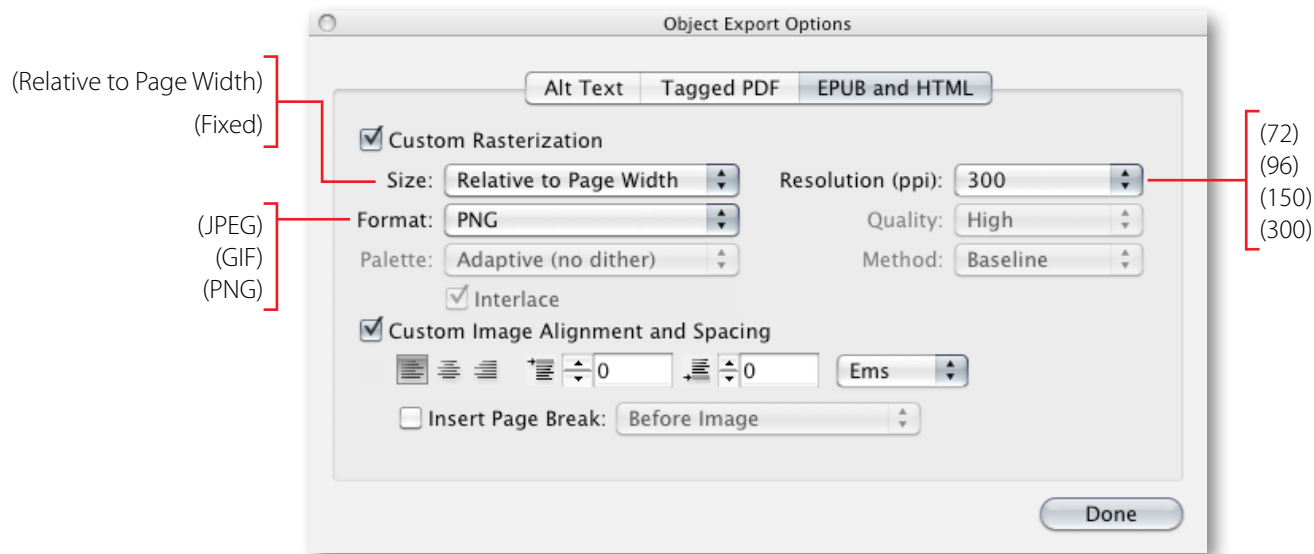 Object Export Options
(Relative to Page Width)
(Fixed)
Alt Text Tagged PDF EPUB and HTML
Custom Rasterization
Size: Relative to Page Width Resolution (ppi): 300
Format: PNG Quality: High
Palette: Adaptive (no dither) Method: Baseline
Interlace
(JPEG)
(GIF)
(PNG)
(72)
(96)
(150)
(300)
Custom Image Alignment and Spacing
0 0 Ems
Insert Page Break: Before Image
Done